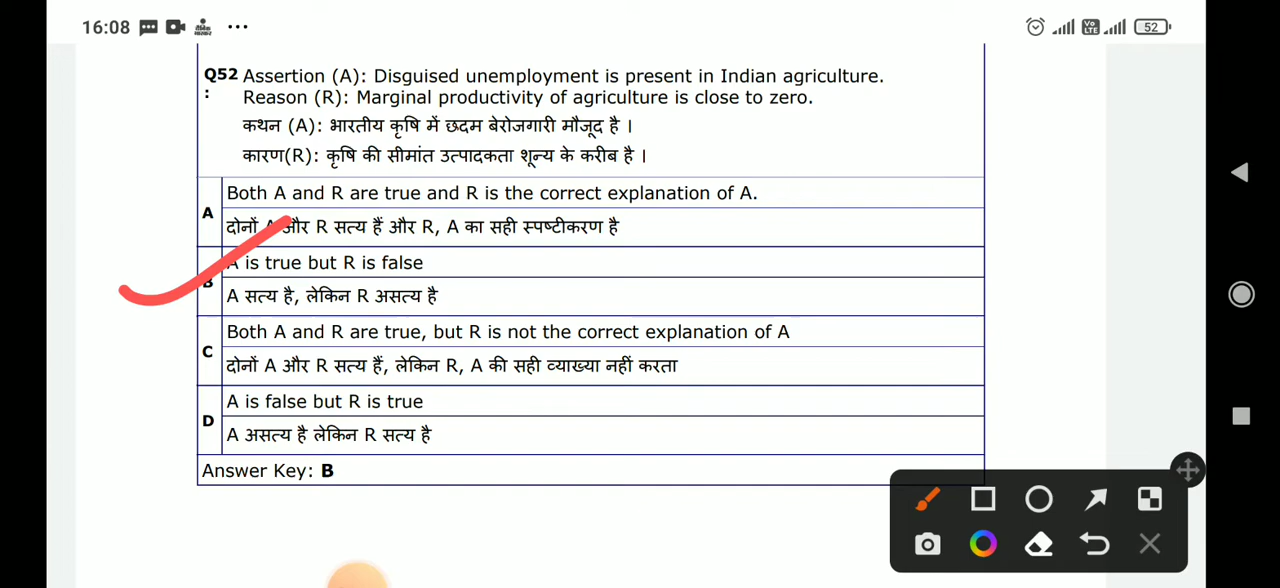 16:08
52
Q52 Assertion (A): Disguised unemployment is present in Indian agriculture.
: Reason (R): Marginal productivity of agriculture is close to zero.
कथन (A): भारतीय कृषि में छदम बेरोजगारी मौजूद है ।
कारण(R): कृषि की सीमांत उत्पादकता शून्य के करीब है ।
A
Both A and R are true and R is the correct explanation of A.
दोनों A और R सत्य हैं और R, A का सही स्पष्टीकरण है
B
A is true but R is false
A सत्य है, लेकिन R असत्य है
C
Both A and R are true, but R is not the correct explanation of A
दोनों A और R सत्य हैं, लेकिन R, A की सही व्याख्या नहीं करता
D
A is false but R is true
A असत्य है लेकिन R सत्य है
Answer Key: B